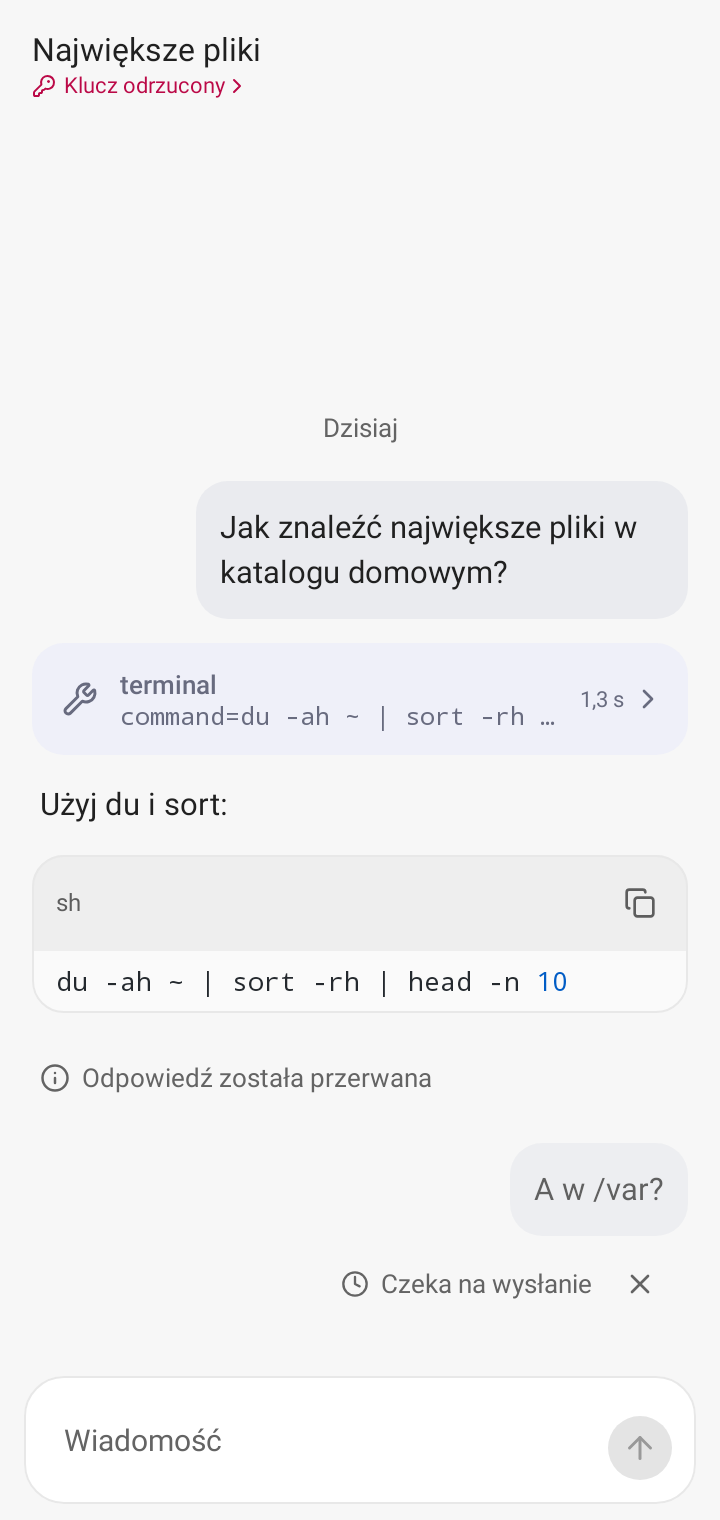 Największe pliki
Klucz odrzucony
Dzisiaj
Jak znaleźć największe pliki w
katalogu domowym?
terminal
command=du -ah ~ | sort -rh …
1,3 s
Użyj du i sort:
sh
du -ah ~ | sort -rh | head -n 10
Odpowiedź została przerwana
A w /var?
Czeka na wysłanie
Wiadomość